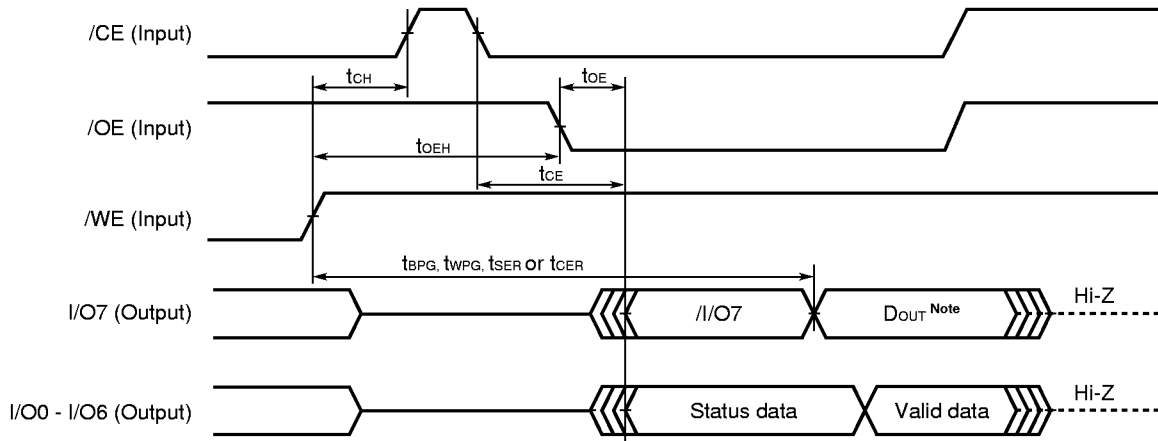 /CE (Input)
tCH
tOE
/OE (Input)
tOEH
tCE
/WE (Input)
tBPG, tWPG, tSER or tCER
I/O7 (Output)
/I/O7
DOUT Note
Hi-Z
I/O0 - I/O6 (Output)
Status data
Valid data
Hi-Z